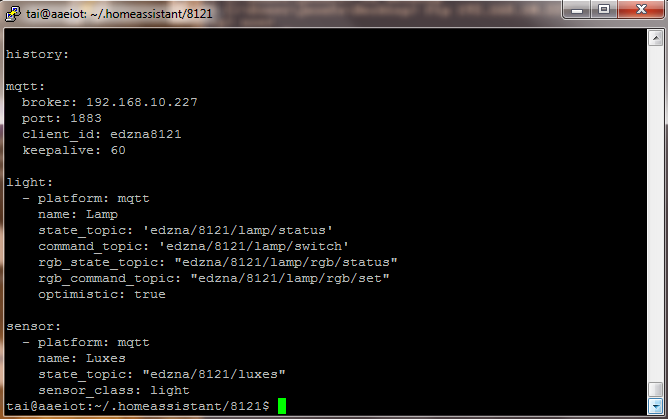 tai@aaeiot: ~/.homeassistant/8121
history:
mqtt:
  broker: 192.168.10.227
  port: 1883
  client_id: edzna8121
  keepalive: 60
light:
  - platform: mqtt
    name: Lamp
    state_topic: 'edzna/8121/lamp/status'
    command_topic: 'edzna/8121/lamp/switch'
    rgb_state_topic: "edzna/8121/lamp/rgb/status"
    rgb_command_topic: "edzna/8121/lamp/rgb/set"
    optimistic: true
sensor:
  - platform: mqtt
    name: Luxes
    state_topic: "edzna/8121/luxes"
    sensor_class: light
tai@aaeiot:~/.homeassistant/8121$